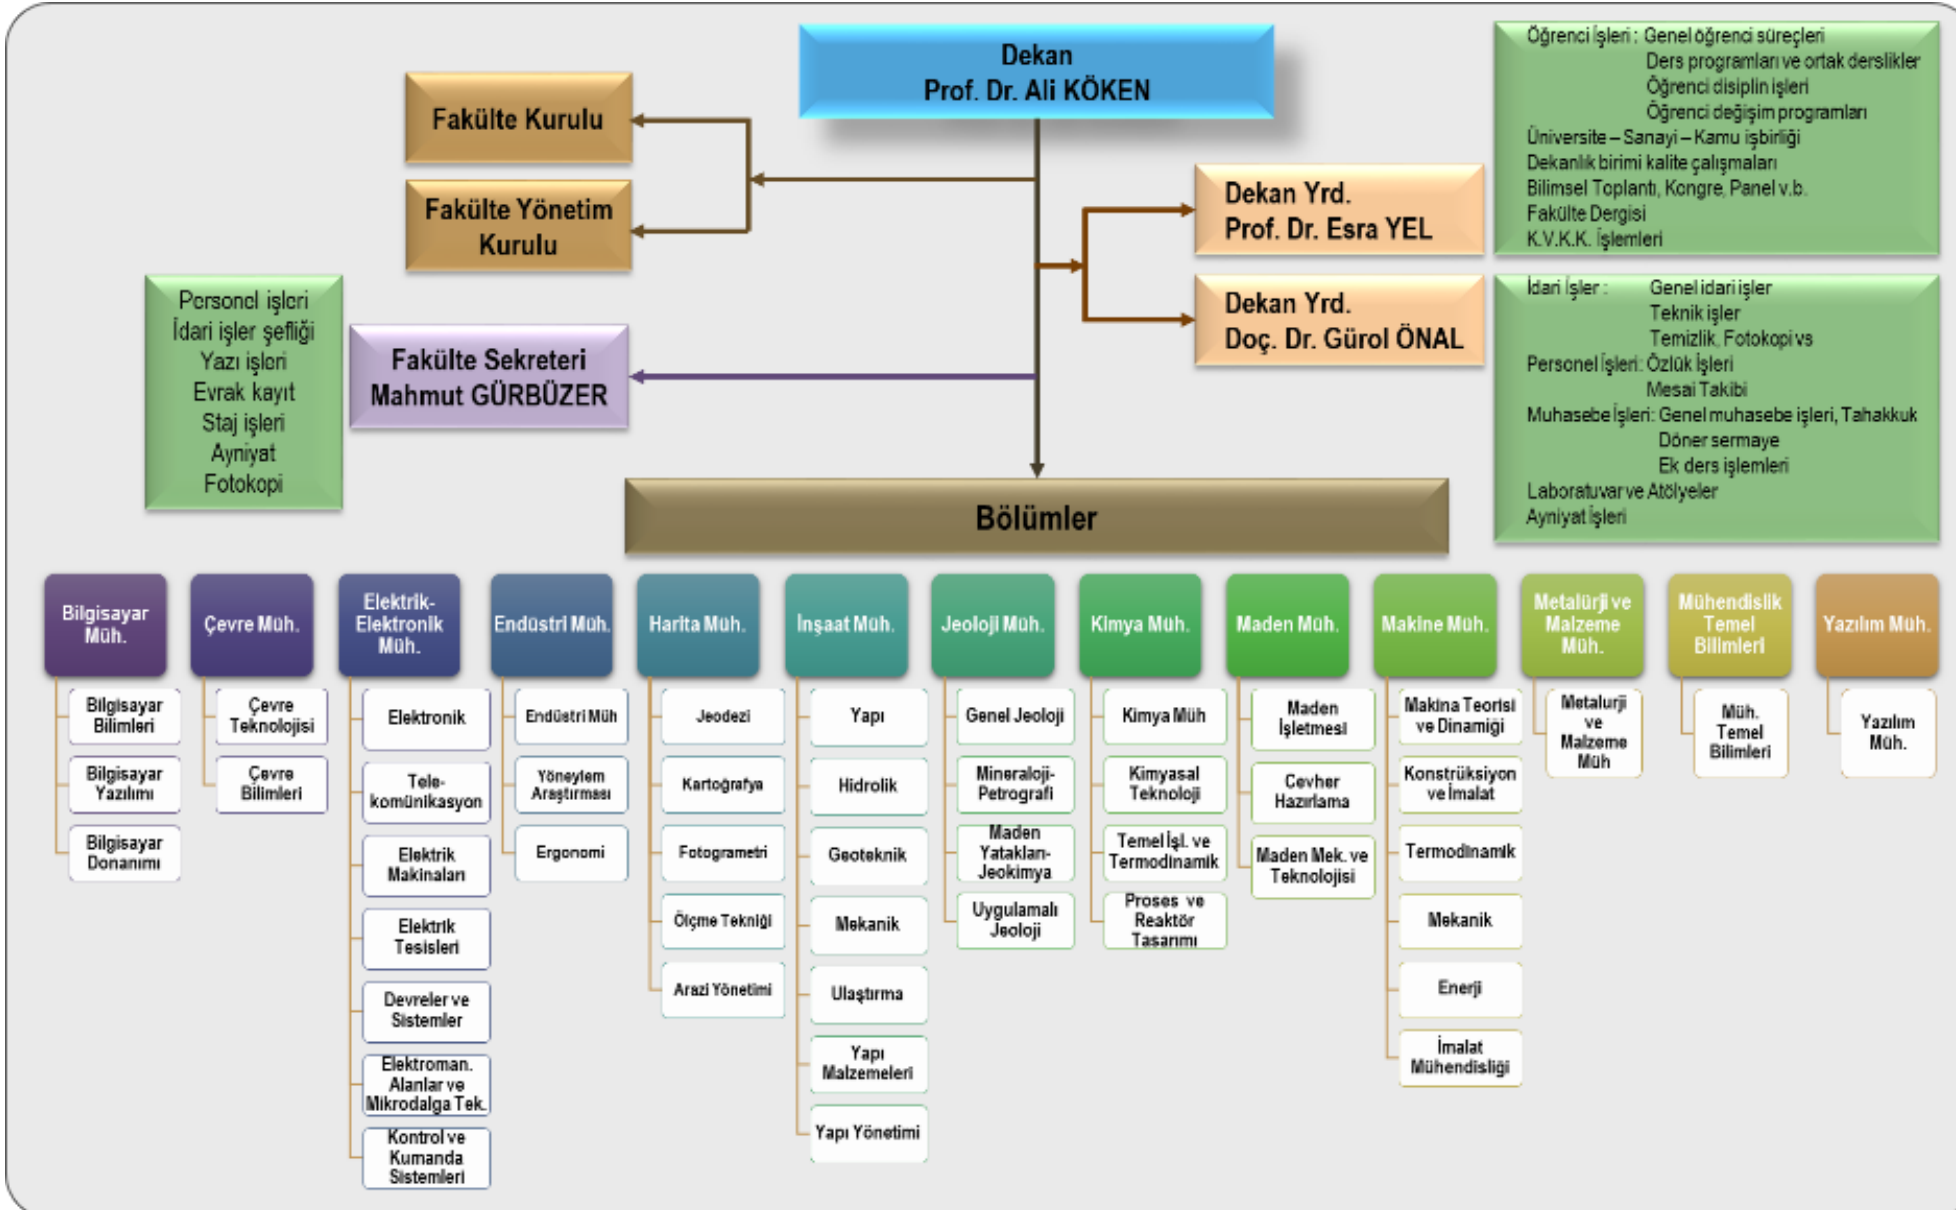 Dekan
Prof. Dr. Ali KÖKEN
Fakülte Kurulu
Fakülte Yönetim
Kurulu
Dekan Yrd.
Prof. Dr. Esra YEL
Dekan Yrd.
Doç. Dr. Gürol ÖNAL
Öğrenci İşleri : Genel öğrenci süreçleri
Ders programları ve ortak derslikler
Öğrenci disiplin işleri
Öğrenci değişim programları
Üniversite – Sanayi – Kamu işbirliği
Dekanlık birimi kalite çalışmaları
Bilimsel Toplantı, Kongre, Panel v.b.
Fakülte Dergisi
K.V.K.K. İşlemleri
İdari İşler : Genel idari işler
Teknik işler
Temizlik, Fotokopi vs
Personel İşleri: Özlük İşleri
Mesai Takibi
Muhasebe İşleri: Genel muhasebe işleri, Tahakkuk
Döner sermaye
Ek ders işlemleri
Laboratuvar ve Atölyeler
Ayniyat İşleri
Personel işleri
İdari işler şefliği
Yazı işleri
Evrak kayıt
Staj işleri
Ayniyat
Fotokopi
Fakülte Sekreteri
Mahmut GÜRBÜZER
Bölümler
Bilgisayar
Müh.
Bilgisayar
Bilimleri
Bilgisayar
Yazılımı
Bilgisayar
Donanımı
Çevre Müh.
Çevre
Teknolojisi
Çevre
Bilimleri
Elektrik-
Elektronik
Müh.
Elektronik
Tele-
komünikasyon
Elektrik
Makinaları
Elektrik
Tesisleri
Devreler ve
Sistemler
Elektroman.
Alanlar ve
Mikrodalga Tek.
Kontrol ve
Kumanda
Sistemleri
Endüstri Müh.
Endüstri Müh
Yöneylem
Araştırması
Ergonomi
Harita Müh.
Jeodezi
Kartoğrafya
Fotogrametri
Ölçme Tekniği
Arazi Yönetimi
İnşaat Müh.
Yapı
Hidrolik
Geoteknik
Mekanik
Ulaştırma
Yapı
Malzemeleri
Yapı Yönetimi
Jeoloji Müh.
Genel Jeoloji
Mineraloji-
Petrografi
Maden
Yatakları-
Jeokimya
Uygulamalı
Jeoloji
Kimya Müh.
Kimya Müh
Kimyasal
Teknoloji
Temel İşl. ve
Termodinamik
Proses ve
Reaktör
Tasarımı
Maden Müh.
Maden
İşletmesi
Cevher
Hazırlama
Maden Mek. ve
Teknolojisi
Makine Müh.
Makina Teorisi
ve Dinamiği
Konstrüksiyon
ve İmalat
Termodinamik
Mekanik
Enerji
İmalat
Mühendisliği
Metalürji ve
Malzeme
Müh.
Metalurji
ve
Malzeme
Müh
Mühendislik
Temel
Bilimleri
Müh.
Temel
Bilimleri
Yazılım Müh.
Yazılım
Müh.